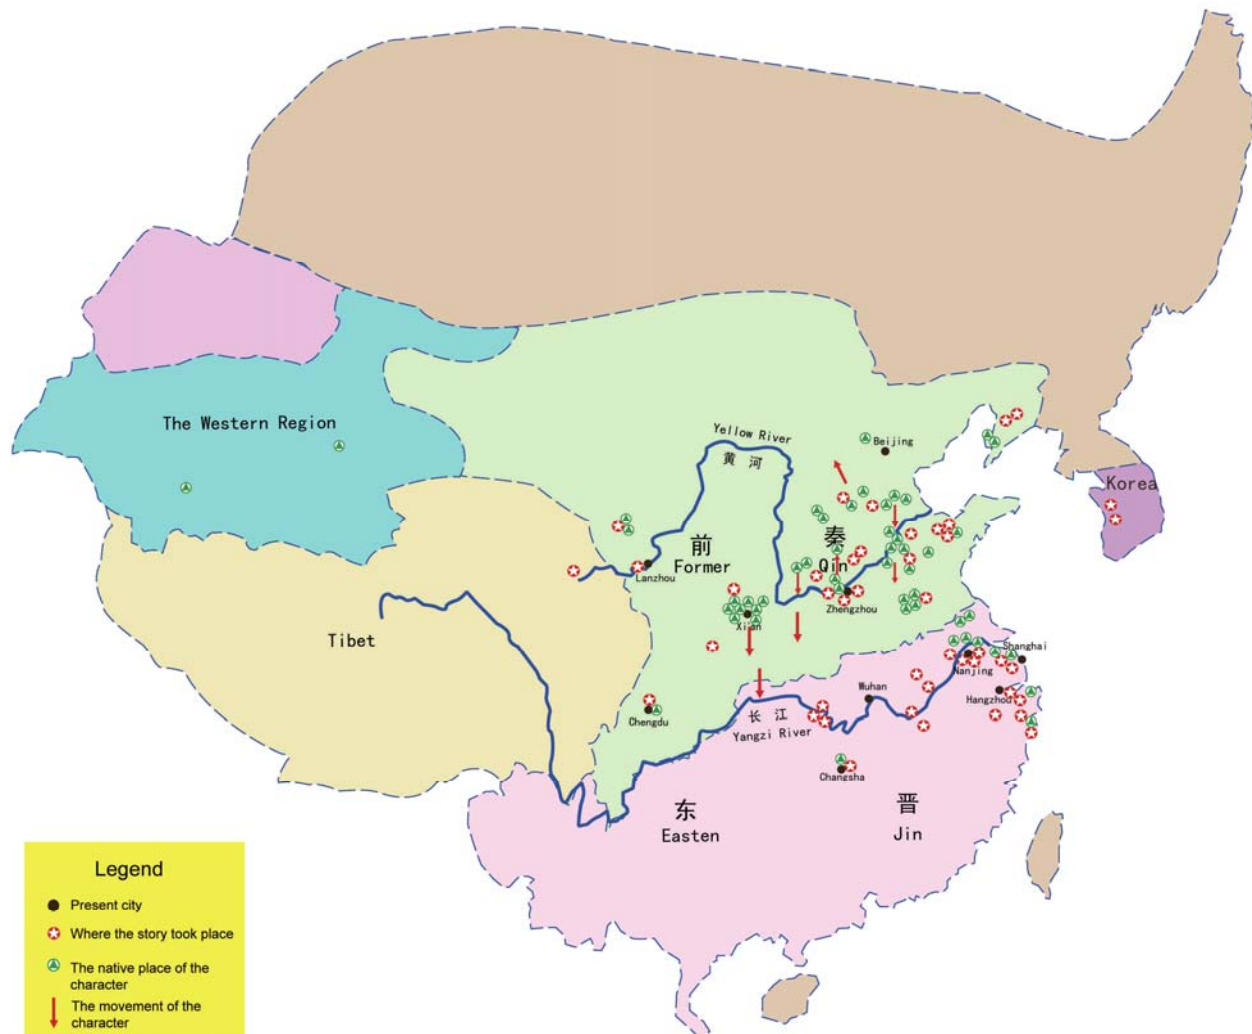 The Western Region
Yellow River
黄 河
Beijing
Korea
前
Former
秦
Qin
Lanzhou
Zhengzhou
Xian
Tibet
Shanghai
Nanjing
Hangzhou
Wuhan
Chengdu
长 江
Yangzi River
Changsha
东
Easten
晋
Jin
Legend
Present city
Where the story took place
The native place of the
character
The movement of the
character